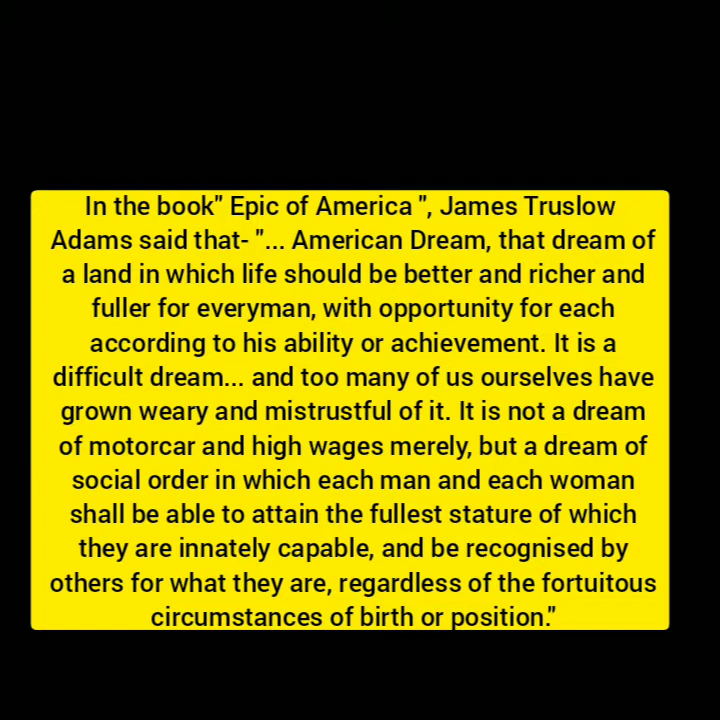 In the book" Epic of America ", James Truslow
Adams said that- "... American Dream, that dream of
a land in which life should be better and richer and
fuller for everyman, with opportunity for each
according to his ability or achievement. It is a
difficult dream... and too many of us ourselves have
grown weary and mistrustful of it. It is not a dream
of motorcar and high wages merely, but a dream of
social order in which each man and each woman
shall be able to attain the fullest stature of which
they are innately capable, and be recognised by
others for what they are, regardless of the fortuitous
circumstances of birth or position."